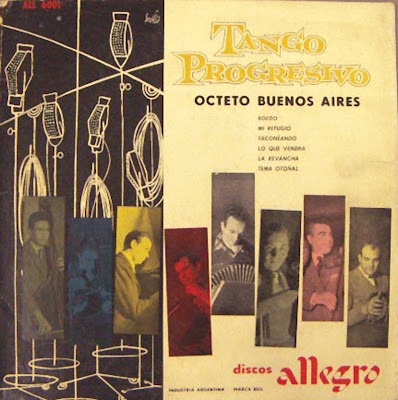 ALL 6001
TANGO
PROGRESIVO
OCTETO BUENOS AIRES
BOEDO
MI REFUGIO
TACONEANDO
LO QUE VENDRA
LA REVANCHA
TEMA OTOÑAL
discos allegro
INDUSTRIA ARGENTINA MARCA REG.